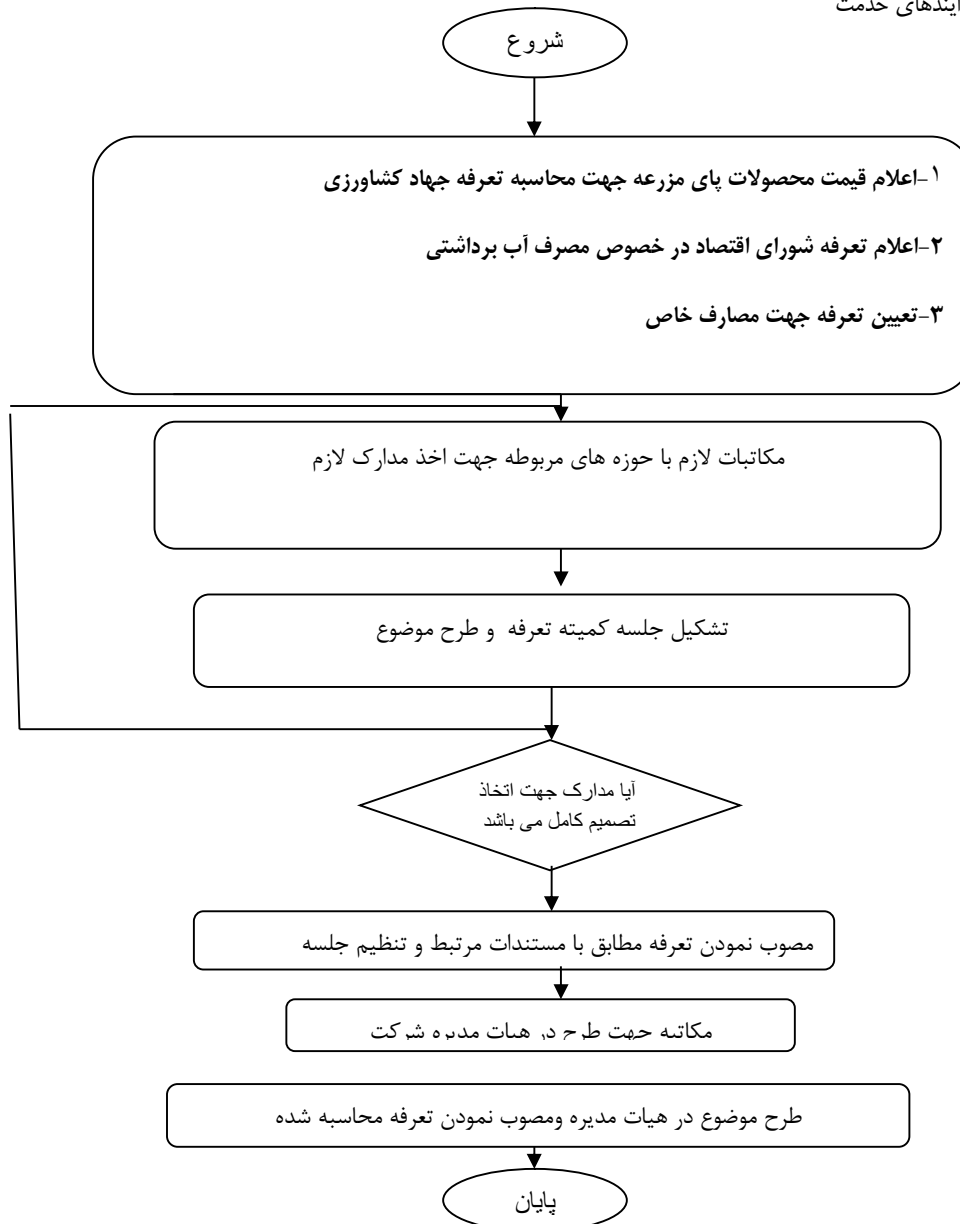 آیندهای خدمت
شروع
۱-اعلام قیمت محصولات پای مزرعه جهت محاسبه تعرفه جهاد کشاورزی
۲-اعلام تعرفه شورای اقتصاد در خصوص مصرف آب برداشتی
۳-تعیین تعرفه جهت مصارف خاص
مکاتبات لازم با حوزه های مربوطه جهت اخذ مدارک لازم
تشکیل جلسه کمیته تعرفه و طرح موضوع
آیا مدارک جهت اتخاذ
تصمیم کامل می باشد
مصوب نمودن تعرفه مطابق با مستندات مرتبط و تنظیم جلسه
مکاتبه جهت طرح در هیات مدیره شرکت
طرح موضوع در هیات مدیره ومصوب نمودن تعرفه محاسبه شده
پایان